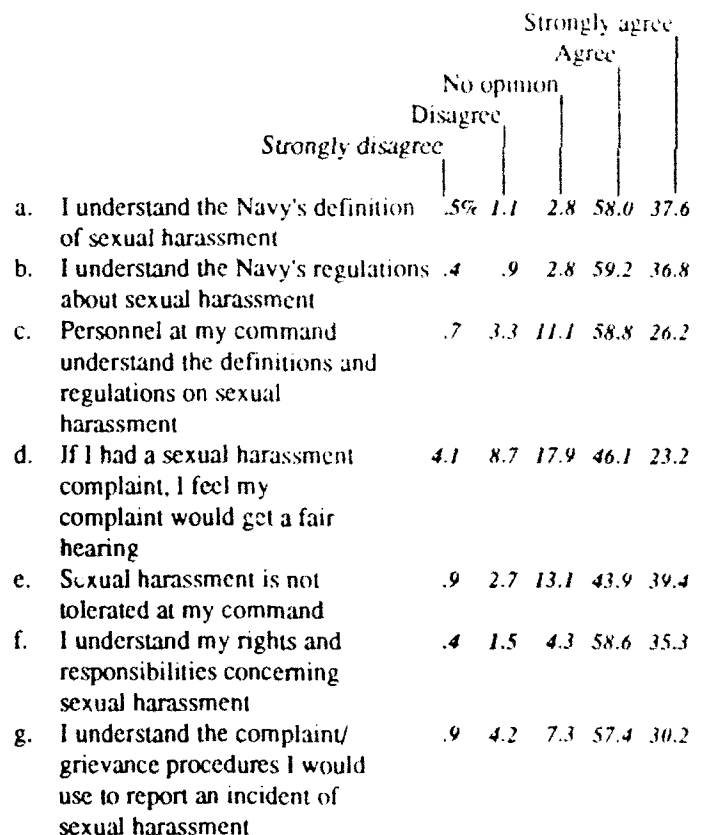 Strongly agree
Agree
No opinion
Disagree
Strongly disagree
a. I understand the Navy's definition .5% 1.1 2.8 58.0 37.6
of sexual harassment
b. I understand the Navy's regulations .4 .9 2.8 59.2 36.8
about sexual harassment
c. Personnel at my command .7 3.3 11.1 58.8 26.2
understand the definitions and
regulations on sexual
harassment
d. If I had a sexual harassment 4.1 8.7 17.9 46.1 23.2
complaint, I feel my
complaint would get a fair
hearing
e. Sexual harassment is not .9 2.7 13.1 43.9 39.4
tolerated at my command
f. I understand my rights and .4 1.5 4.3 58.6 35.3
responsibilities concerning
sexual harassment
g. I understand the complaint/ .9 4.2 7.3 57.4 30.2
grievance procedures I would
use to report an incident of
sexual harassment